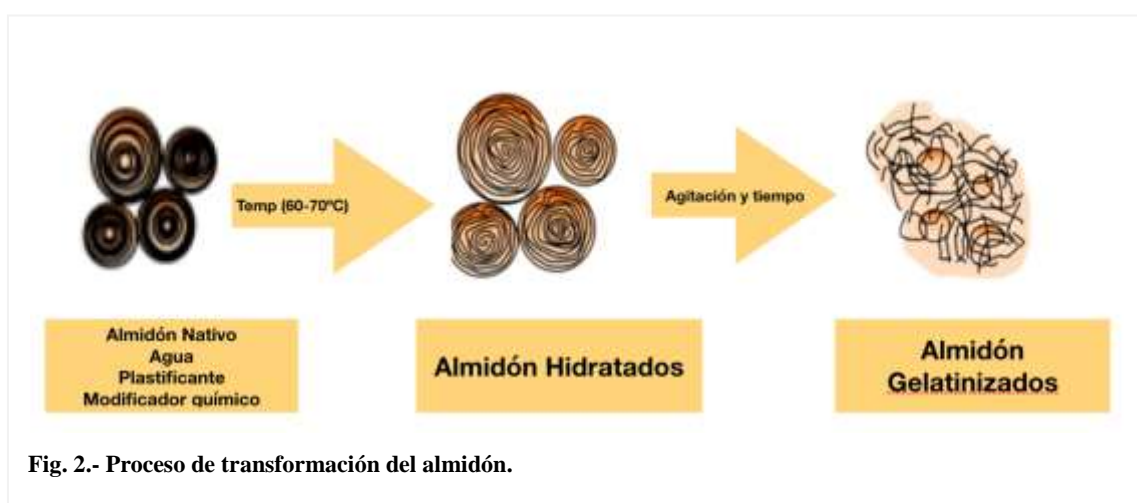 Temp (60-70ºC)
Agitación y tiempo
Almidón Nativo
Agua
Plastificante
Modificador químico
Almidón Hidratados
Almidón
Gelatinizados
Fig. 2.- Proceso de transformación del almidón.